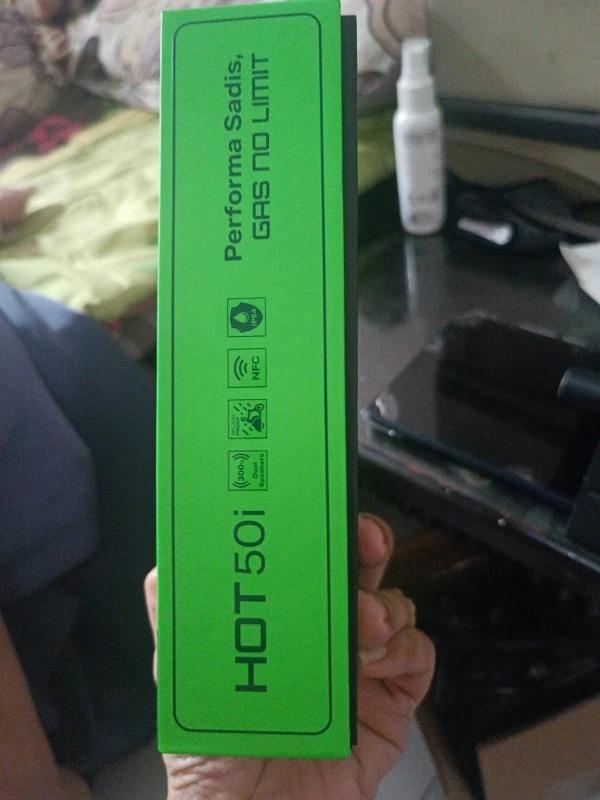 Performa Sadis,
GAS NO LIMIT
IP54
NFC
300%
Dual
Speakers
HOT 50i